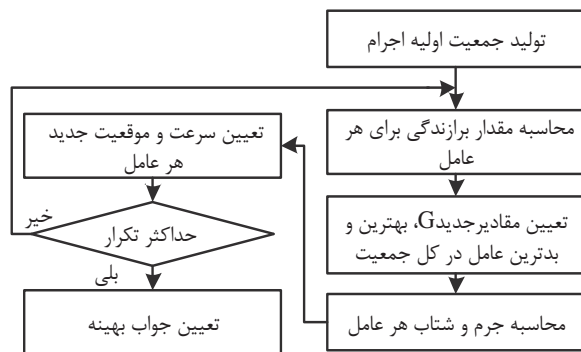 تولید جمعیت اولیه اجرام
محاسبه مقدار برازندگی برای هر
عامل
تعیین مقادیرجدیدG، بهترین و
بدترین عامل در کل جمعیت
محاسبه جرم و شتاب هر عامل
تعیین سرعت و موقعیت جدید
هر عامل
حداکثر تکرار
خیر
بلی
تعیین جواب بهینه